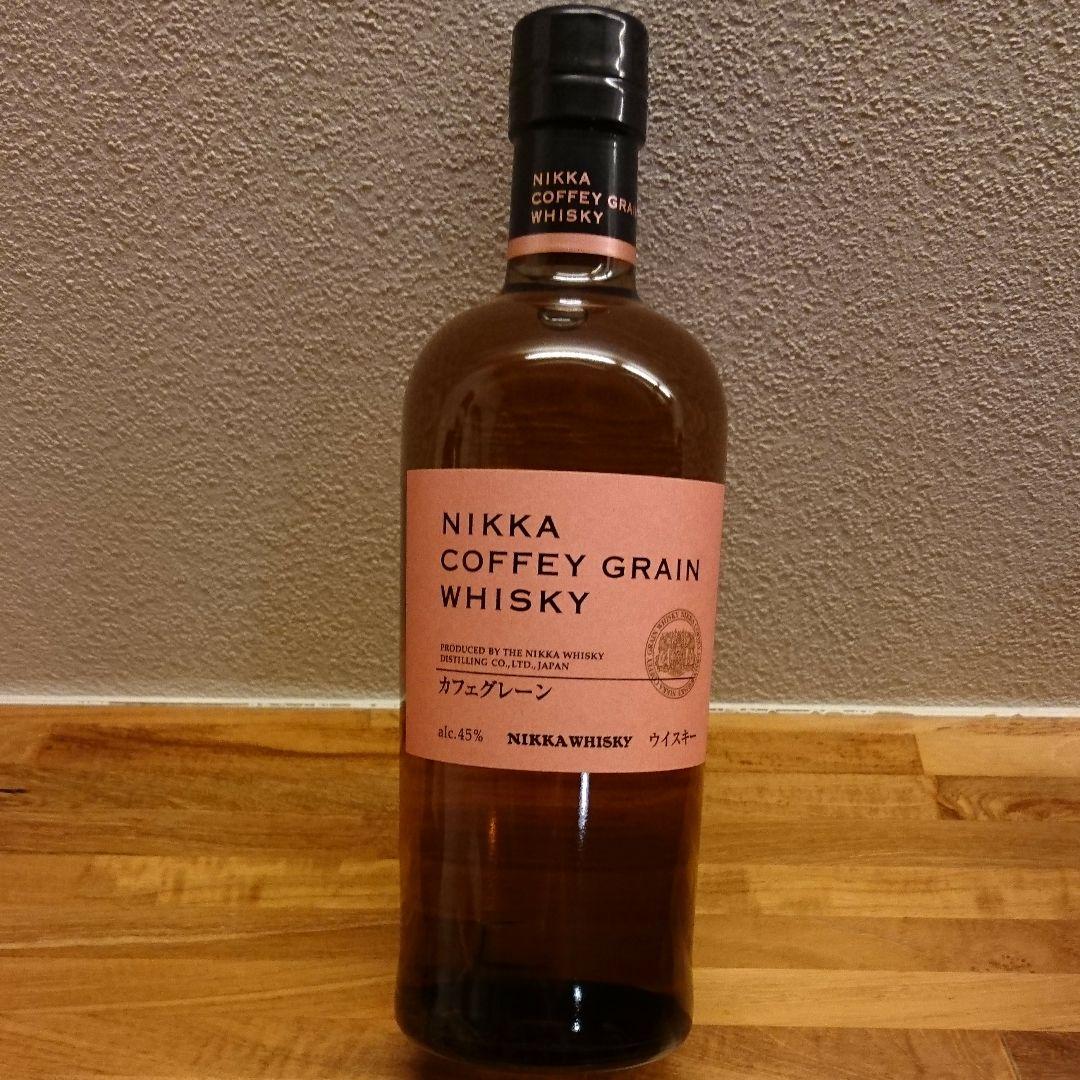 NIKKA
COFFEY GRAIN
WHISKY
NIKKA
COFFEY GRAIN
WHISKY
PRODUCED BY THE NIKKA WHISKY
DISTILLING CO.,LTD.,JAPAN
カフェグレーン
alc.45% NIKKA WHISKY ウイスキー